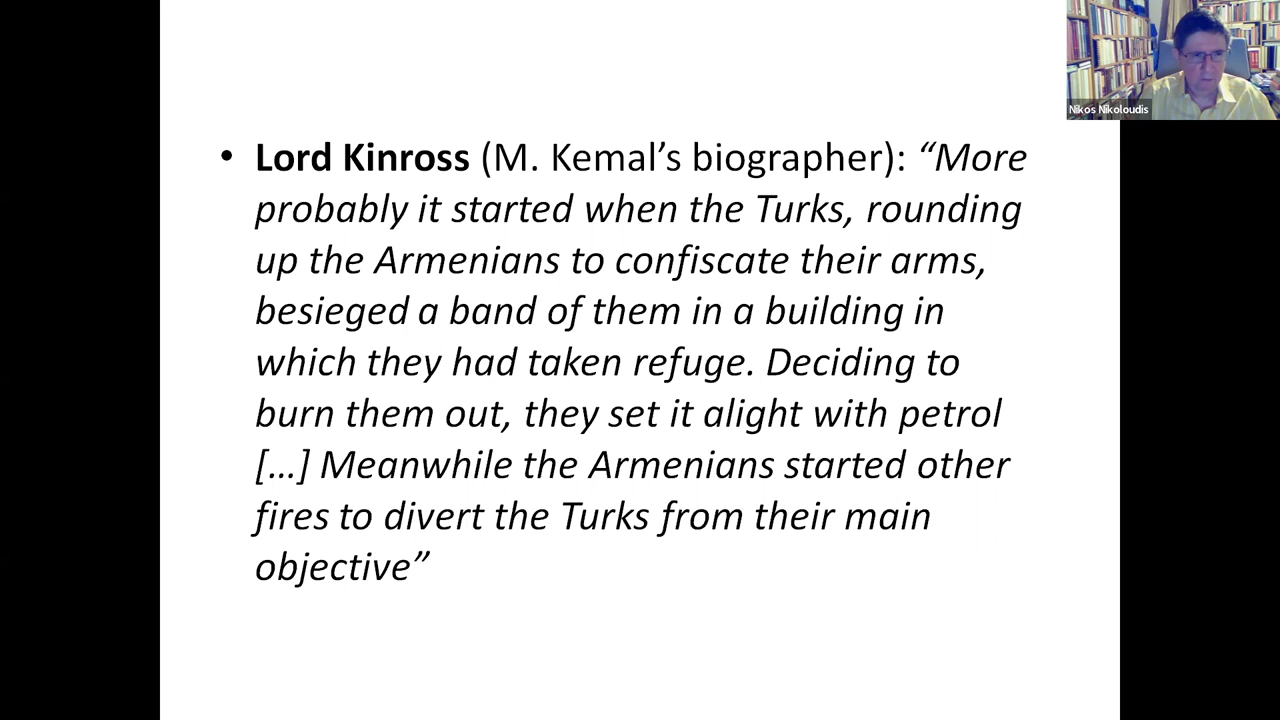 Nikos Nikoloudis
• Lord Kinross (M. Kemal’s biographer): “More
probably it started when the Turks, rounding
up the Armenians to confiscate their arms,
besieged a band of them in a building in
which they had taken refuge. Deciding to
burn them out, they set it alight with petrol
[…] Meanwhile the Armenians started other
fires to divert the Turks from their main
objective”